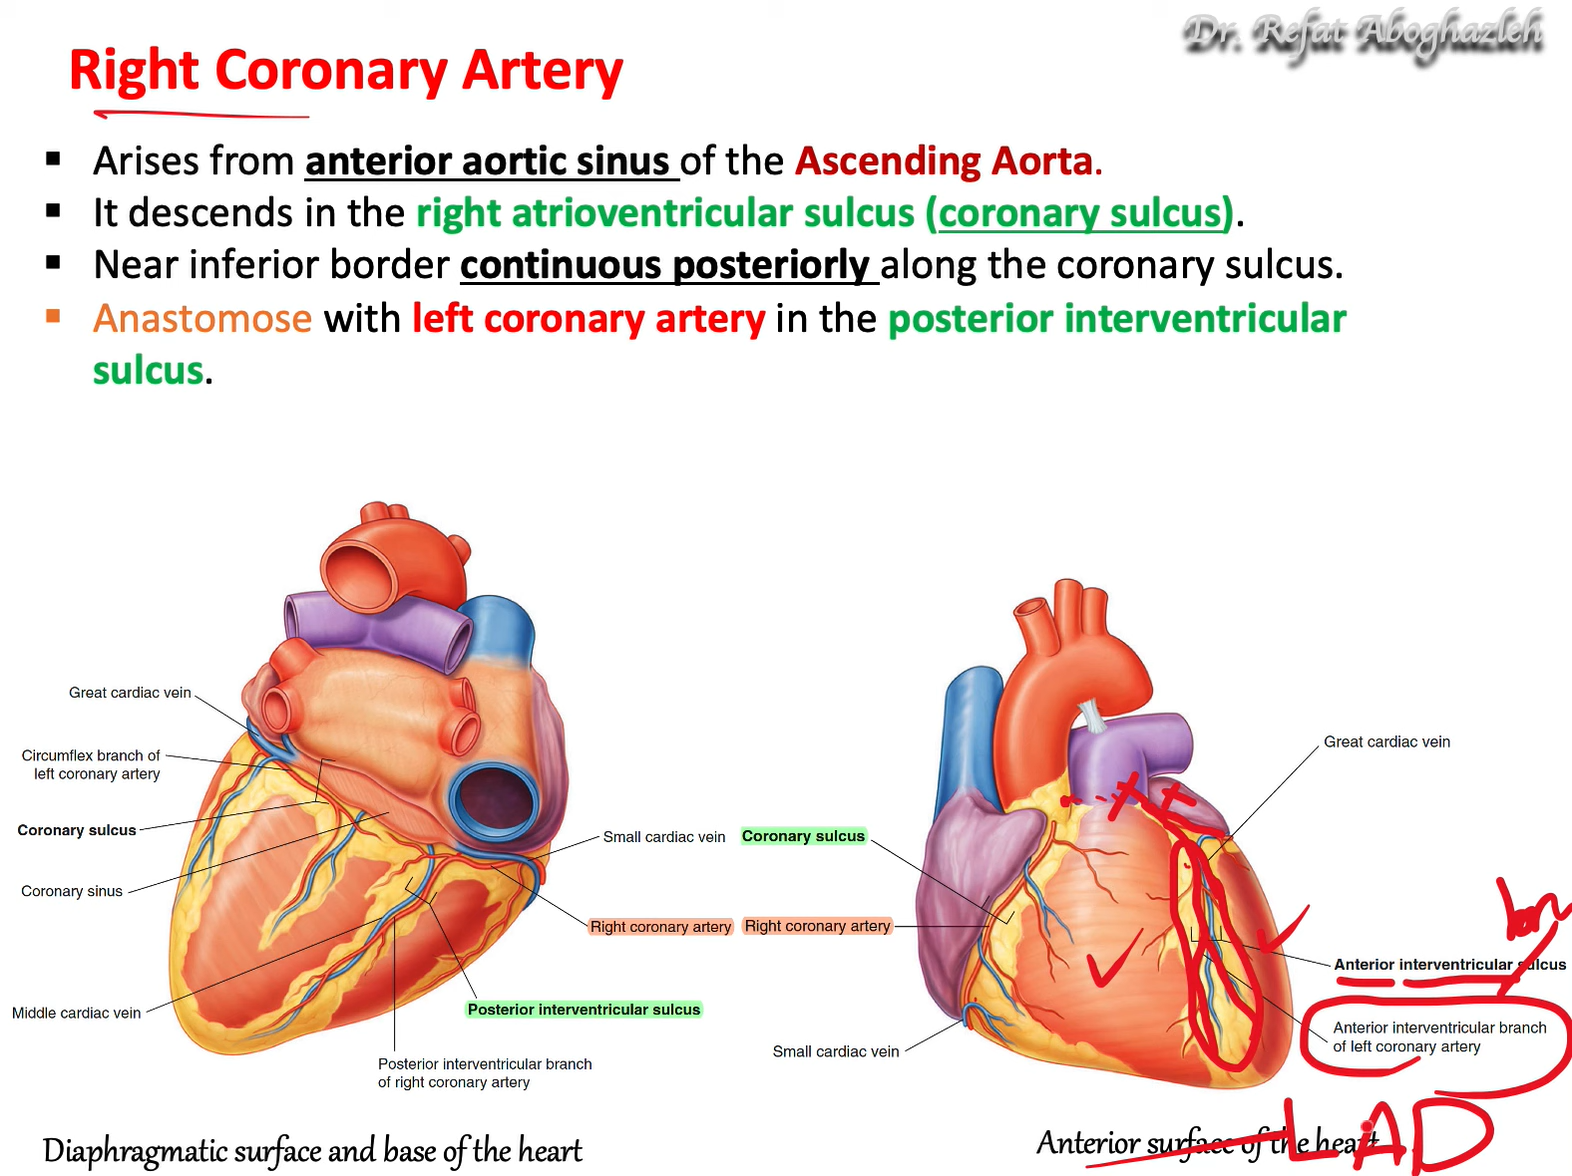 Dr. Refat Aboghazleh
Right Coronary Artery
▪ Arises from anterior aortic sinus of the Ascending Aorta.
▪ It descends in the right atrioventricular sulcus (coronary sulcus).
▪ Near inferior border continuous posteriorly along the coronary sulcus.
▪ Anastomose with left coronary artery in the posterior interventricular
sulcus.
Great cardiac vein
Circumflex branch of
left coronary artery
Coronary sulcus
Coronary sinus
Middle cardiac vein
Small cardiac vein
Right coronary artery
Posterior interventricular sulcus
Posterior interventricular branch
of right coronary artery
Diaphragmatic surface and base of the heart
Coronary sulcus
Right coronary artery
Small cardiac vein
Great cardiac vein
Anterior interventricular sulcus
Anterior interventricular branch
of left coronary artery
LAD
Anterior surface of the heart